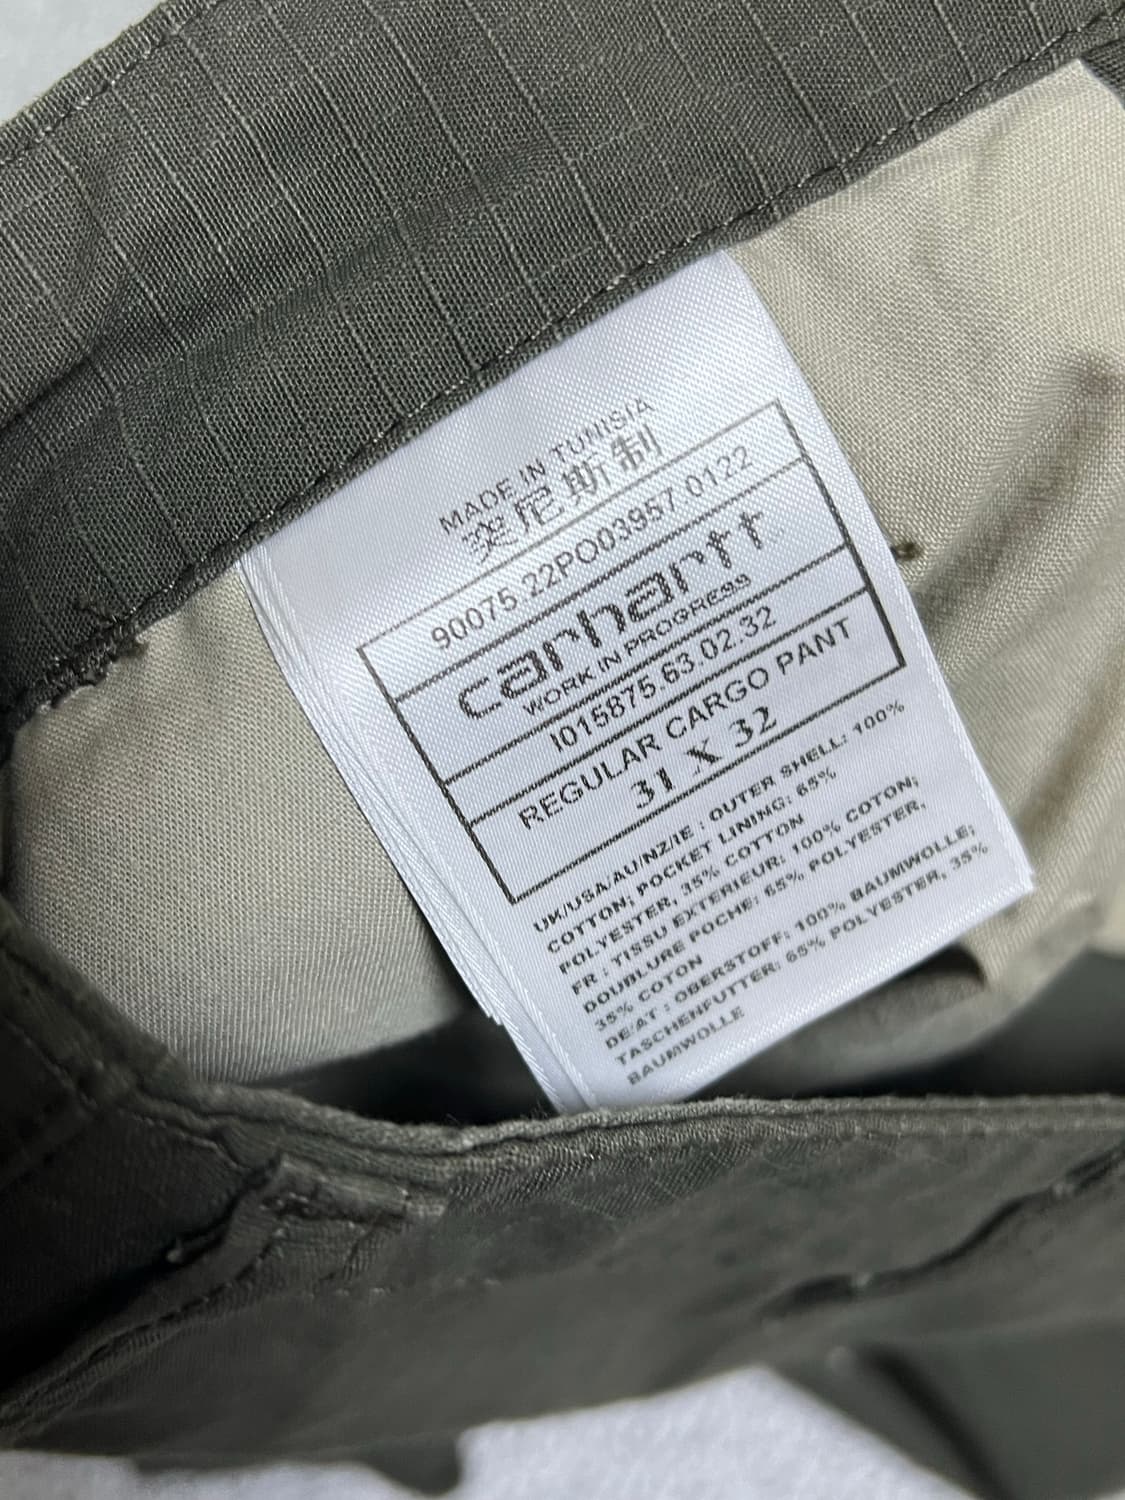 MADE IN TUNISIA
突尼斯制
90075.22PO03957.0122
carhartt
WORK IN PROGRESS
I015875.63.02.32
REGULAR CARGO PANT
31 X 32
UK/USA/AU/NZ/IE : OUTER SHELL: 100%
COTTON; POCKET LINING: 65%
POLYESTER, 35% COTTON
FR : TISSU EXTERIEUR: 100% COTON;
DOUBLURE POCHE: 65% POLYESTER,
35% COTON
DE/AT : OBERSTOFF: 100% BAUMWOLLE;
TASCHENFUTTER: 65% POLYESTER, 35%
BAUMWOLLE